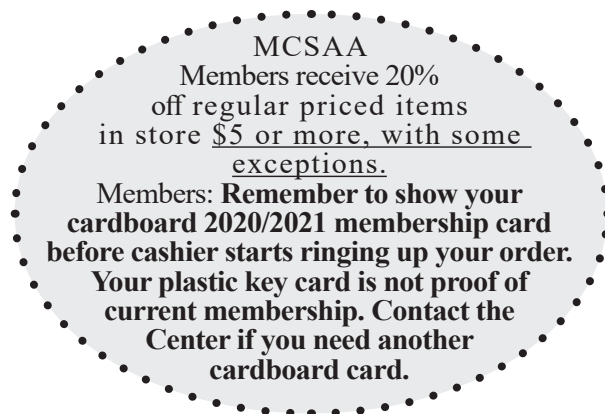 MCSAA
Members receive 20%
off regular priced items
in store $5 or more, with some
exceptions.
Members: Remember to show your
cardboard 2020/2021 membership card
before cashier starts ringing up your order.
Your plastic key card is not proof of
current membership. Contact the
Center if you need another
cardboard card.